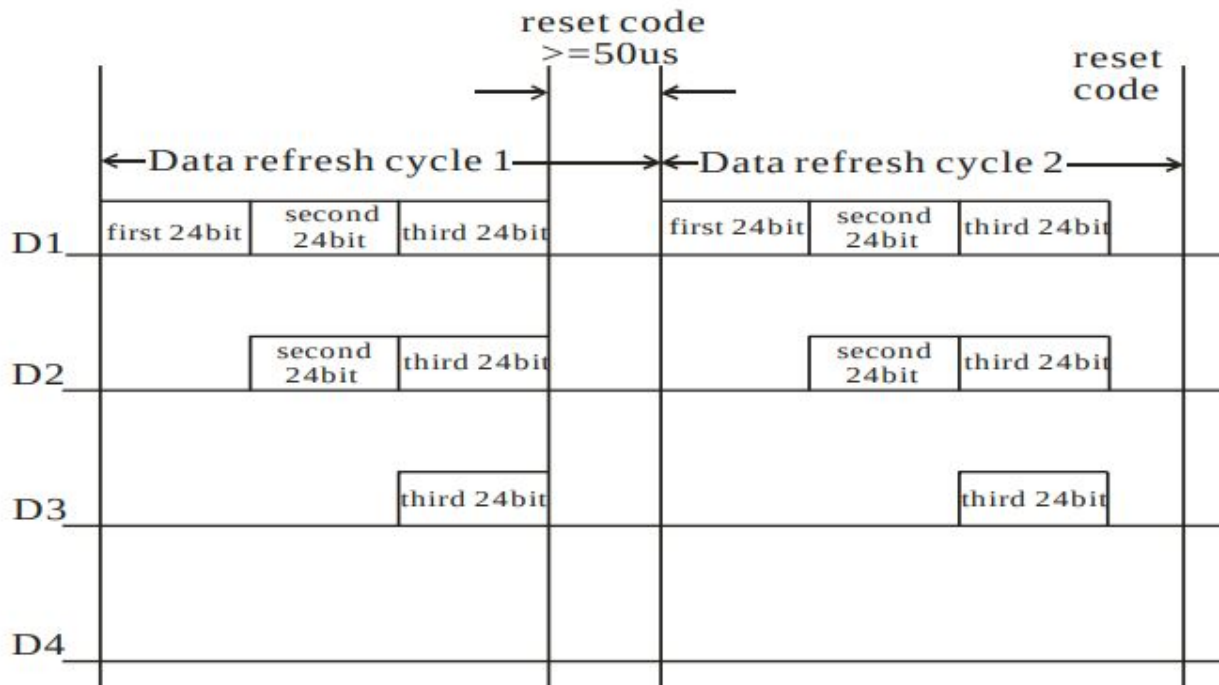 reset code
>=50us
reset
code
Data refresh cycle 1
Data refresh cycle 2
D1
first 24bit
second
24bit
third 24bit
first 24bit
second
24bit
third 24bit
D2
second
24bit
third 24bit
second
24bit
third 24bit
D3
third 24bit
third 24bit
D4